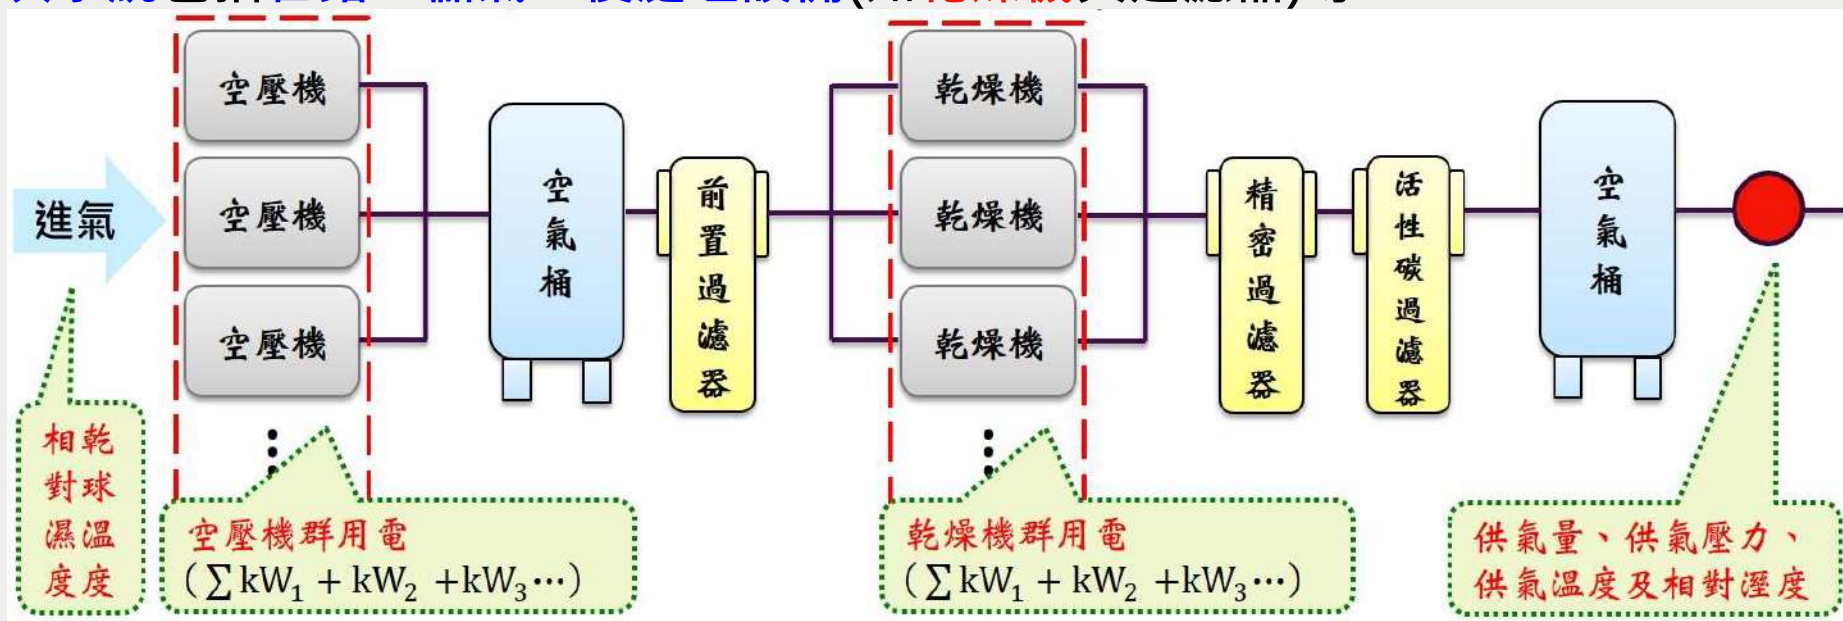 進氣
空壓機
空壓機
空壓機
空氣桶
前置過濾器
乾燥機
乾燥機
乾燥機
精密過濾器
活性碳過濾器
空氣桶
乾球溫度
相對濕度
空壓機群用電
(∑kW₁ + kW₂ +kW₃⋯)
乾燥機群用電
(∑kW₁ + kW₂ +kW₃⋯)
供氣量、供氣壓力、
供氣溫度及相對溼度